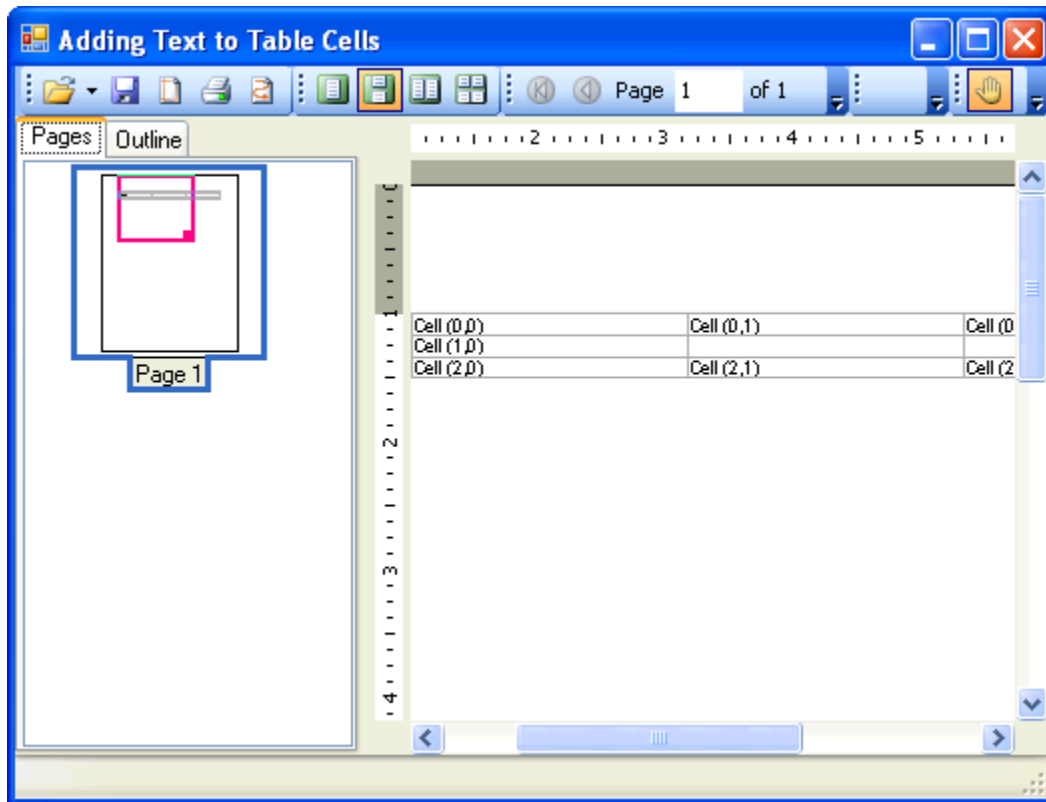 Adding Text to Table Cells
Page 1 of 1
Pages Outline
2 3 4 5
Page 1
0
1
2
3
4
Cell (0,0) Cell (0,1) Cell (0
Cell (1,0)
Cell (2,0) Cell (2,1) Cell (2